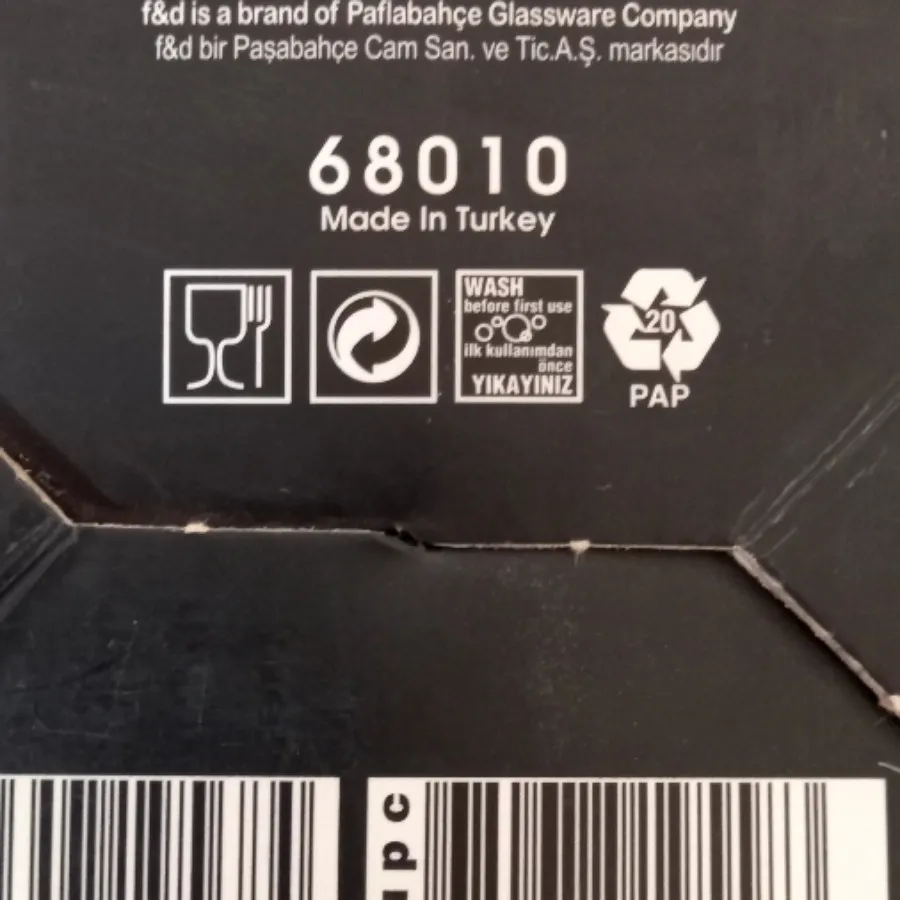 f&d is a brand of Paflabahçe Glassware Company
f&d bir Paşabahçe Cam San. ve Tic.A.Ş. markasıdır
68010
Made In Turkey
WASH
before first use
ilk kullanımdan
önce
YIKAYINIZ
20
PAP
upc